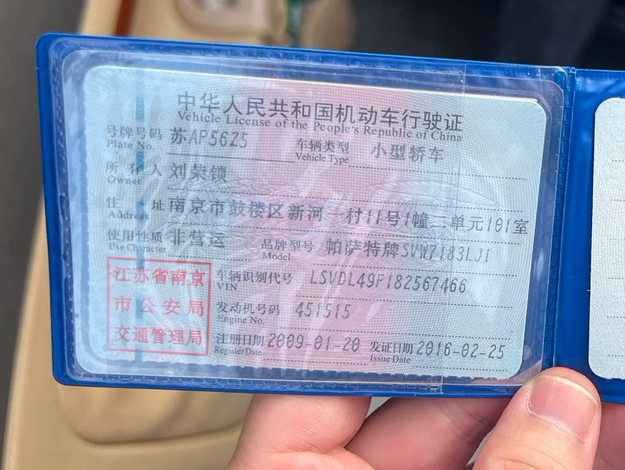 中华人民共和国机动车行驶证
Vehicle License of the People's Republic of China
号牌号码 苏AP56Z5 车辆类型 小型轿车
Plate No. Vehicle Type
所有人 刘荣锁
Owner
住址 南京市鼓楼区新河一村11号1幢三单元101室
Address
使用性质 非营运 品牌型号 帕萨特牌SVW7183LJI
Use Character Model
江苏省南京
市公安局
交通管理局
车辆识别代号 LSVDL49F182567466
VIN
发动机号码 451515
Engine No.
注册日期 2009-01-20 发证日期 2016-02-25
Register Date Issue Date